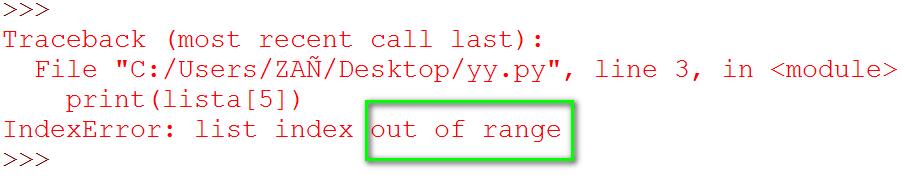 >>>
Traceback (most recent call last):
  File "C:/Users/ZAÑ/Desktop/yy.py", line 3, in <module>
    print(lista[5])
IndexError: list index out of range
>>>